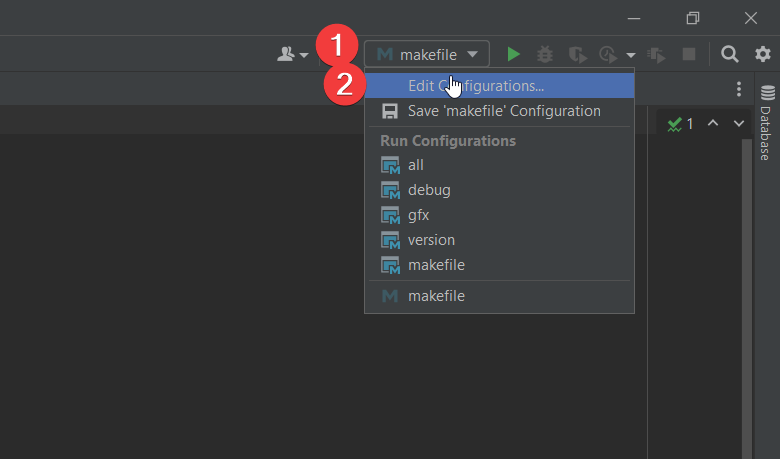 1
makefile
2
Edit Configurations...
Save 'makefile' Configuration
1
Run Configurations
all
debug
gfx
version
makefile
makefile
Database